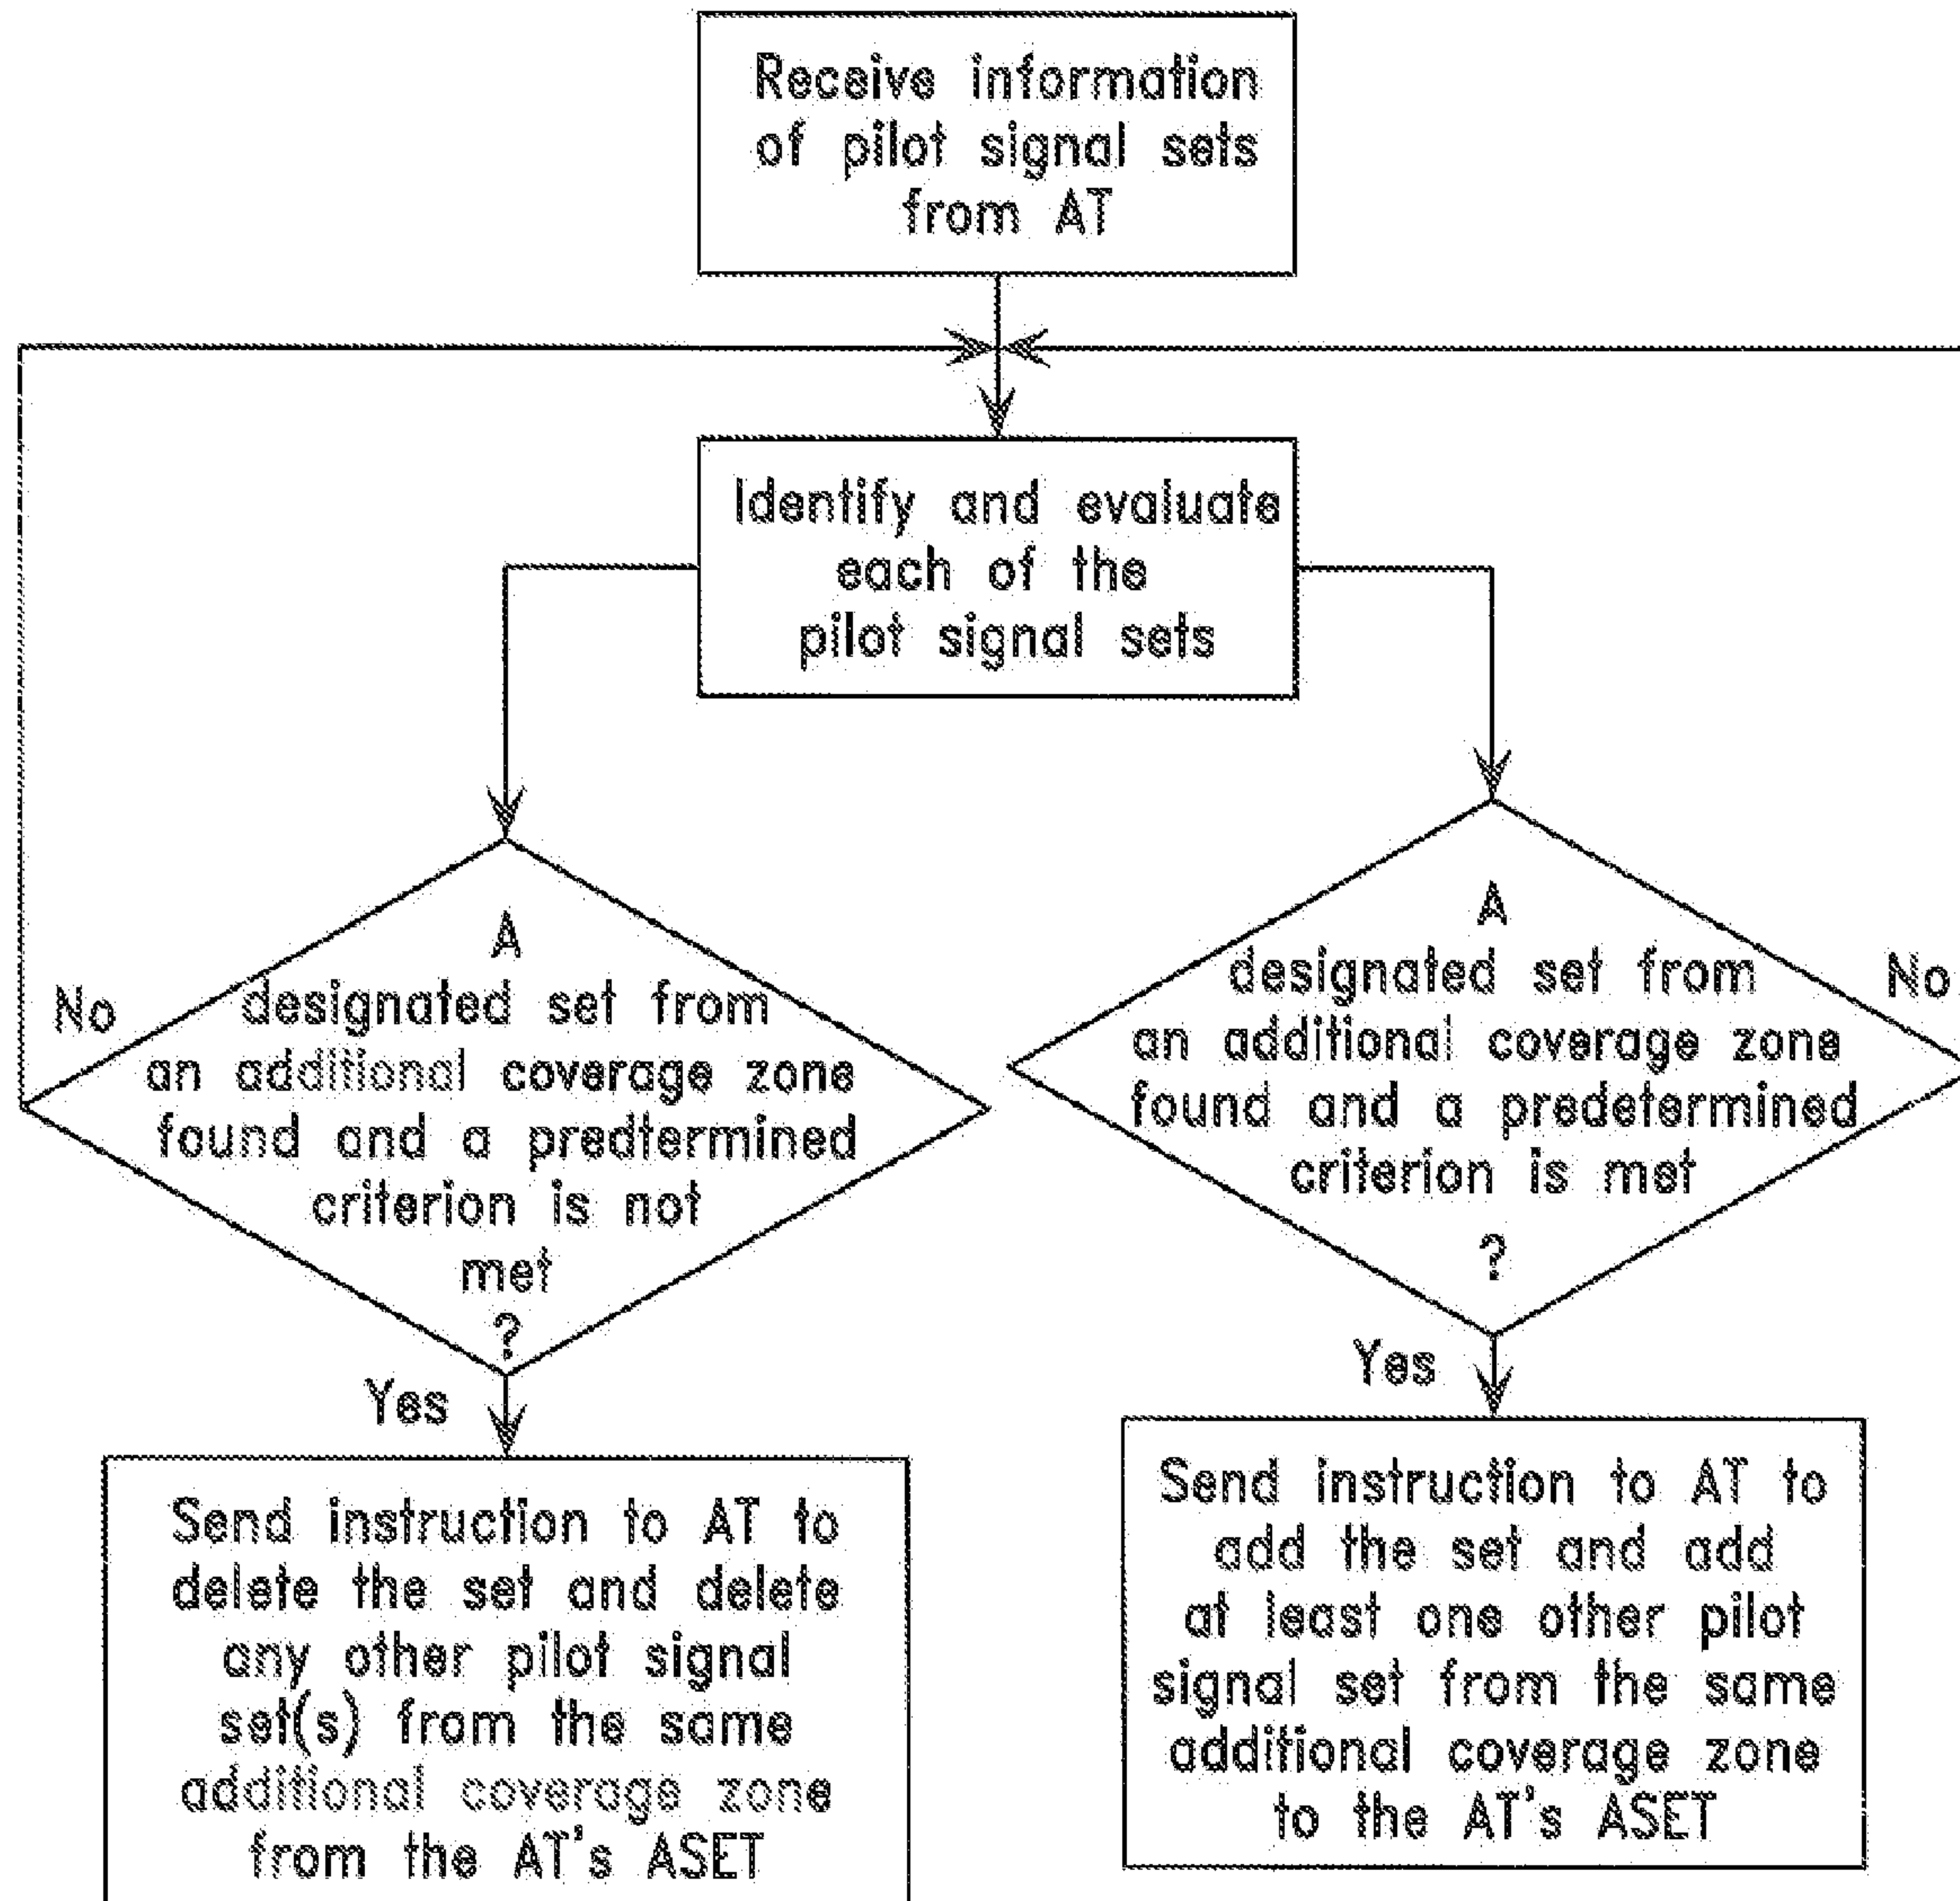 Receive information
of pilot signal sets
from AT
Identify and evaluate
each of the
pilot signal sets
No
A
designated set from
an additional coverage zone
found and a predtermined
criterion is not
met
?
Yes
Send instruction to AT to
delete the set and delete
any other pilot signal
set(s) from the same
additional coverage zone
from the AT's ASET
A
designated set from
an additional coverage zone
found and a predetermined
criterion is met
?
No
Yes
Send instruction to AT to
add the set and add
at least one other pilot
signal set from the same
additional coverage zone
to the AT's ASET